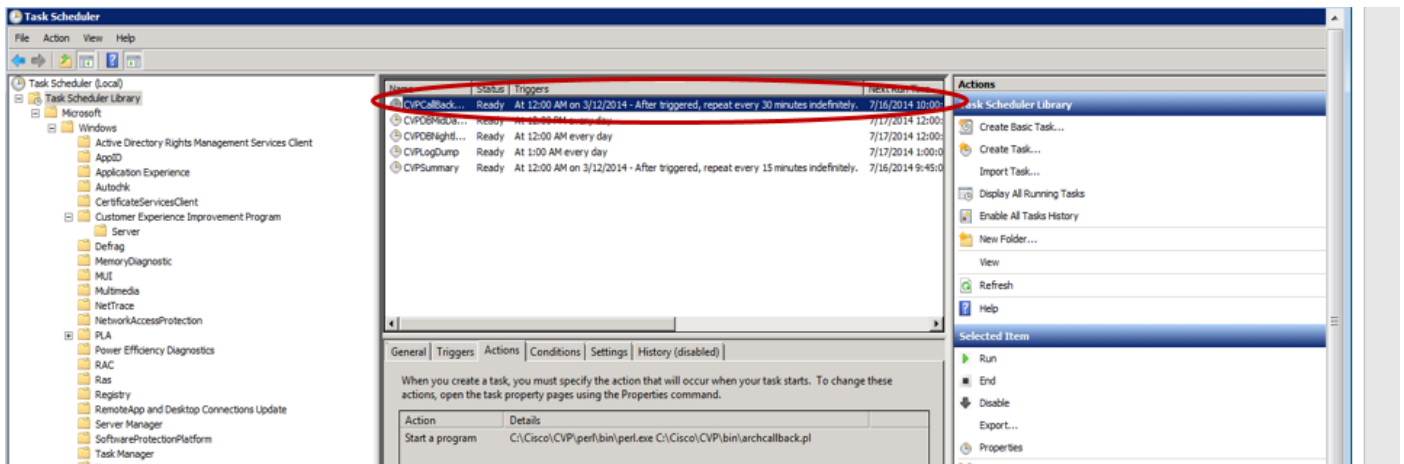 Task Scheduler
File Action View Help
Task Scheduler (Local)
Task Scheduler Library
Microsoft
Windows
Active Directory Rights Management Services Client
AppID
Application Experience
Autochk
CertificateServicesClient
Customer Experience Improvement Program
Server
Defrag
MemoryDiagnostic
MUI
Multimedia
NetTrace
NetworkAccessProtection
PLA
Power Efficiency Diagnostics
RAC
Ras
Registry
RemoteApp and Desktop Connections Update
Server Manager
SoftwareProtectionPlatform
Task Manager
Name Status Triggers Next Run Time
CVPCallBack... Ready At 12:00 AM on 3/12/2014 - After triggered, repeat every 30 minutes indefinitely. 7/16/2014 10:00:
CVPDBMidDa... Ready At 12:00 PM every day 7/17/2014 12:00:
CVPDBNightl... Ready At 12:00 AM every day 7/17/2014 12:00:
CVPLogDump Ready At 1:00 AM every day 7/17/2014 1:00:0
CVPSummary Ready At 12:00 AM on 3/12/2014 - After triggered, repeat every 15 minutes indefinitely. 7/16/2014 9:45:0
General Triggers Actions Conditions Settings History (disabled)
When you create a task, you must specify the action that will occur when your task starts. To change these
actions, open the task property pages using the Properties command.
Action Details
Start a program C:\Cisco\CVP\perl\bin\perl.exe C:\Cisco\CVP\bin\archcallback.pl
Actions
Task Scheduler Library
Create Basic Task...
Create Task...
Import Task...
Display All Running Tasks
Enable All Tasks History
New Folder...
View
Refresh
Help
Selected Item
Run
End
Disable
Export...
Properties